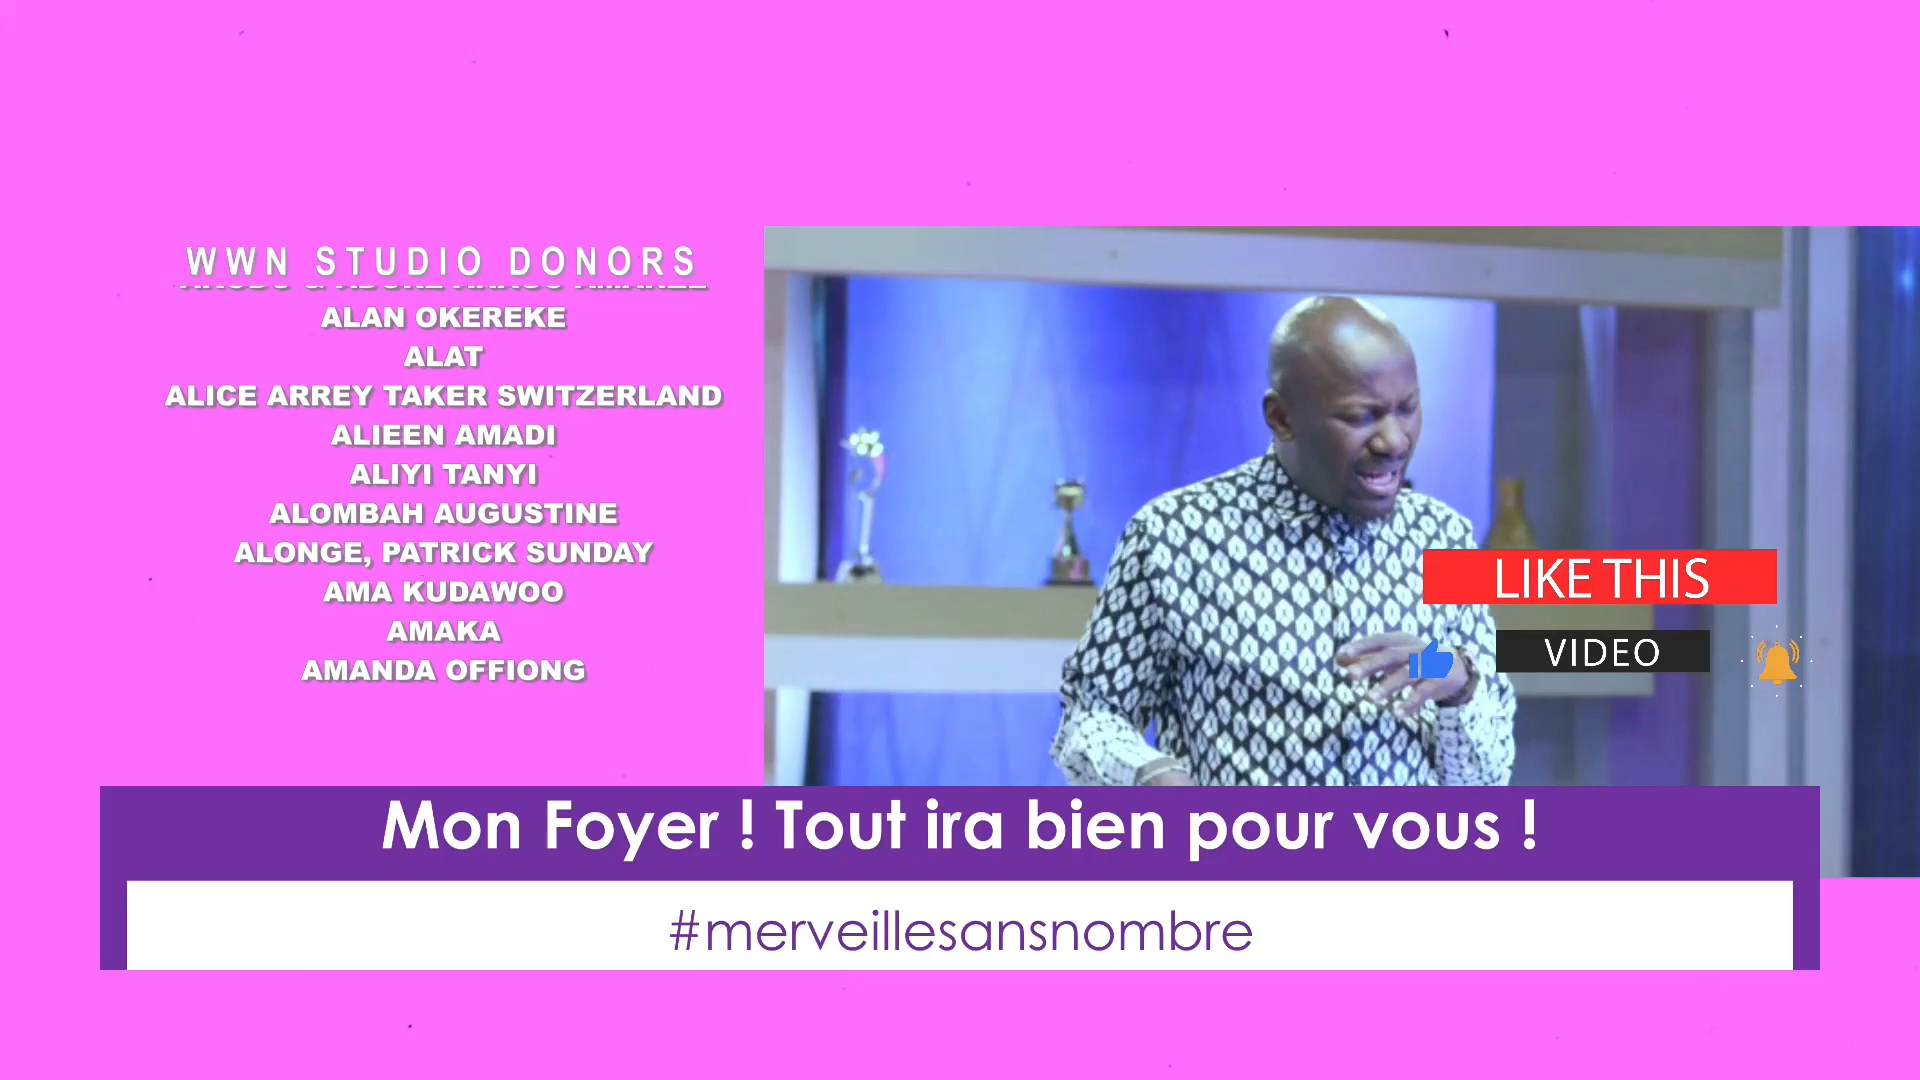 WWN STUDIO DONORS
ALAN OKEREKE
ALAT
ALICE ARREY TAKER SWITZERLAND
ALIEEN AMADI
ALIYI TANYI
ALOMBAH AUGUSTINE
ALONGE, PATRICK SUNDAY
AMA KUDAWOO
AMAKA
AMANDA OFFIONG
LIKE THIS
VIDEO
Mon Foyer ! Tout ira bien pour vous !
#merveillesansnombre